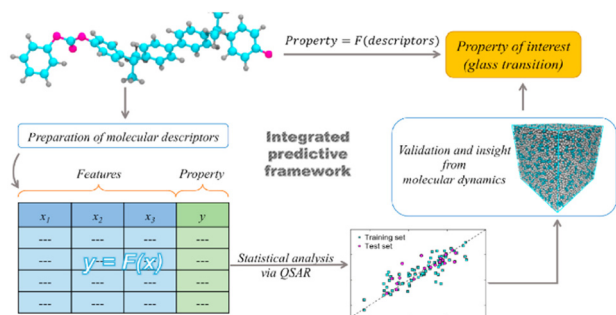 Property = F(descriptors)
Property of interest
(glass transition)
Preparation of molecular descriptors
Integrated
predictive
framework
Validation and insight
from
molecular dynamics
Features
Property
x₁ x₂ x₃ y
--- --- --- ---
--- --- --- ---
--- --- --- ---
--- --- --- ---
y = F(x)
Statistical analysis
via QSAR
Training set
Test set